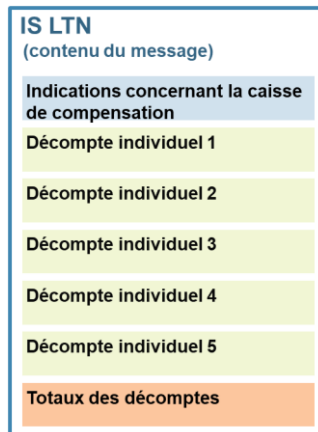 IS LTN
(contenu du message)
Indications concernant la caisse
de compensation
Décompte individuel 1
Décompte individuel 2
Décompte individuel 3
Décompte individuel 4
Décompte individuel 5
Totaux des décomptes